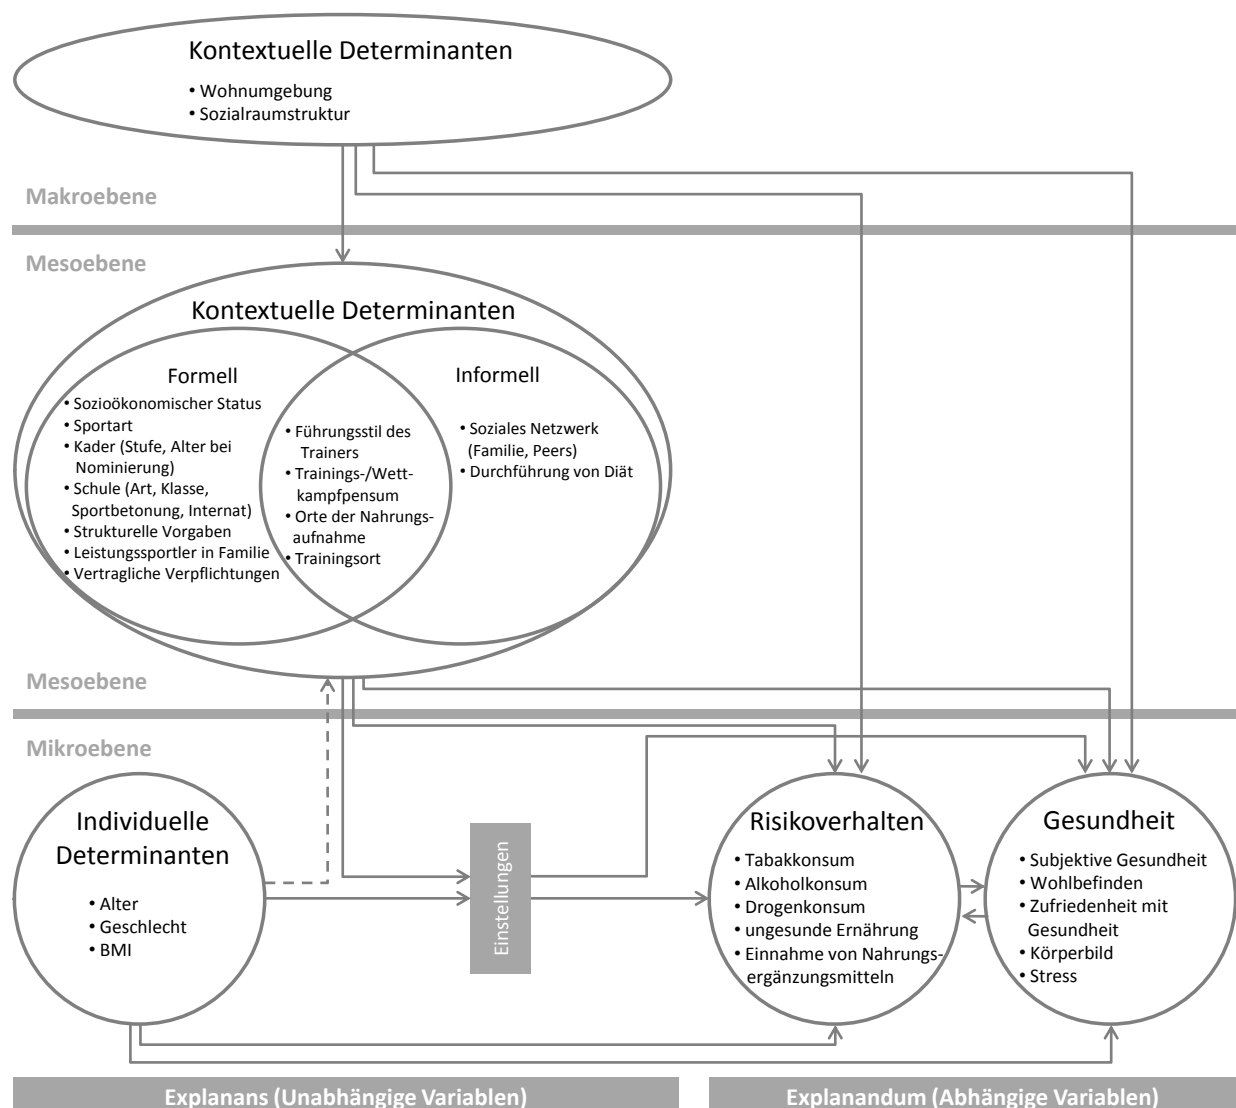 Kontextuelle Determinanten
• Wohnumgebung
• Sozialraumstruktur
Makroebene
Mesoebene
Kontextuelle Determinanten
Formell
• Sozioökonomischer Status
• Sportart
• Kader (Stufe, Alter bei
Nominierung)
• Schule (Art, Klasse,
Sportbetonung, Internat)
• Strukturelle Vorgaben
• Leistungssportler in Familie
• Vertragliche Verpflichtungen
• Führungsstil des
Trainers
• Trainings-/Wett-
kampfpensum
• Orte der Nahrungs-
aufnahme
• Trainingsort
Informell
• Soziales Netzwerk
(Familie, Peers)
• Durchführung von Diät
Mesoebene
Mikroebene
Individuelle
Determinanten
• Alter
• Geschlecht
• BMI
Einstellungen
Risikoverhalten
• Tabakkonsum
• Alkoholkonsum
• Drogenkonsum
• ungesunde Ernährung
• Einnahme von Nahrungs-
ergänzungsmitteln
Gesundheit
• Subjektive Gesundheit
• Wohlbefinden
• Zufriedenheit mit
Gesundheit
• Körperbild
• Stress
Explanans (Unabhängige Variablen)
Explanandum (Abhängige Variablen)